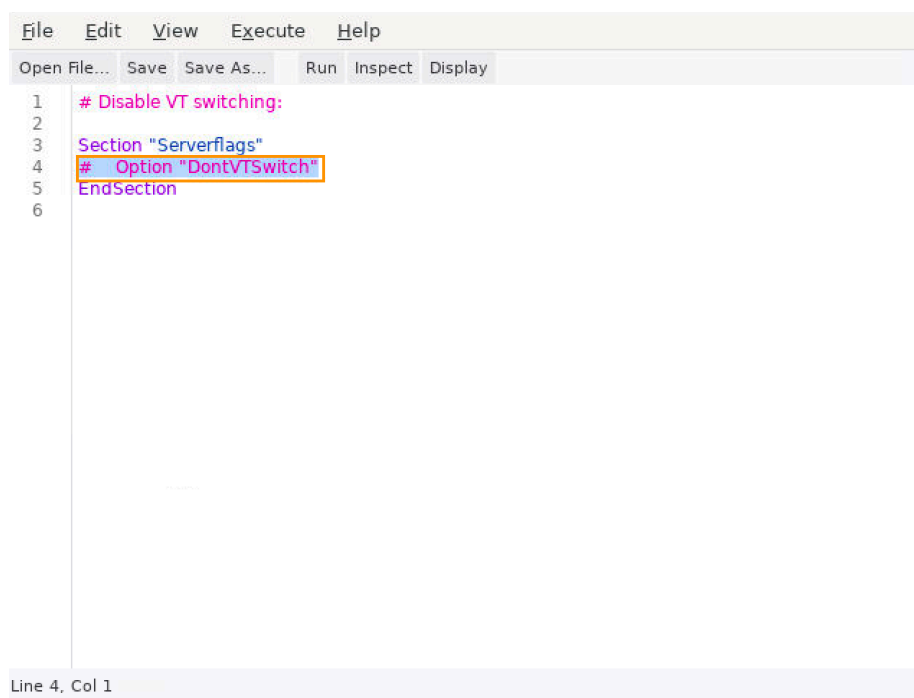 File Edit View Execute Help
Open File... Save Save As... Run Inspect Display
1 # Disable VT switching:
2
3 Section "Serverflags"
4 #    Option "DontVTSwitch"
5 EndSection
6
Line 4, Col 1